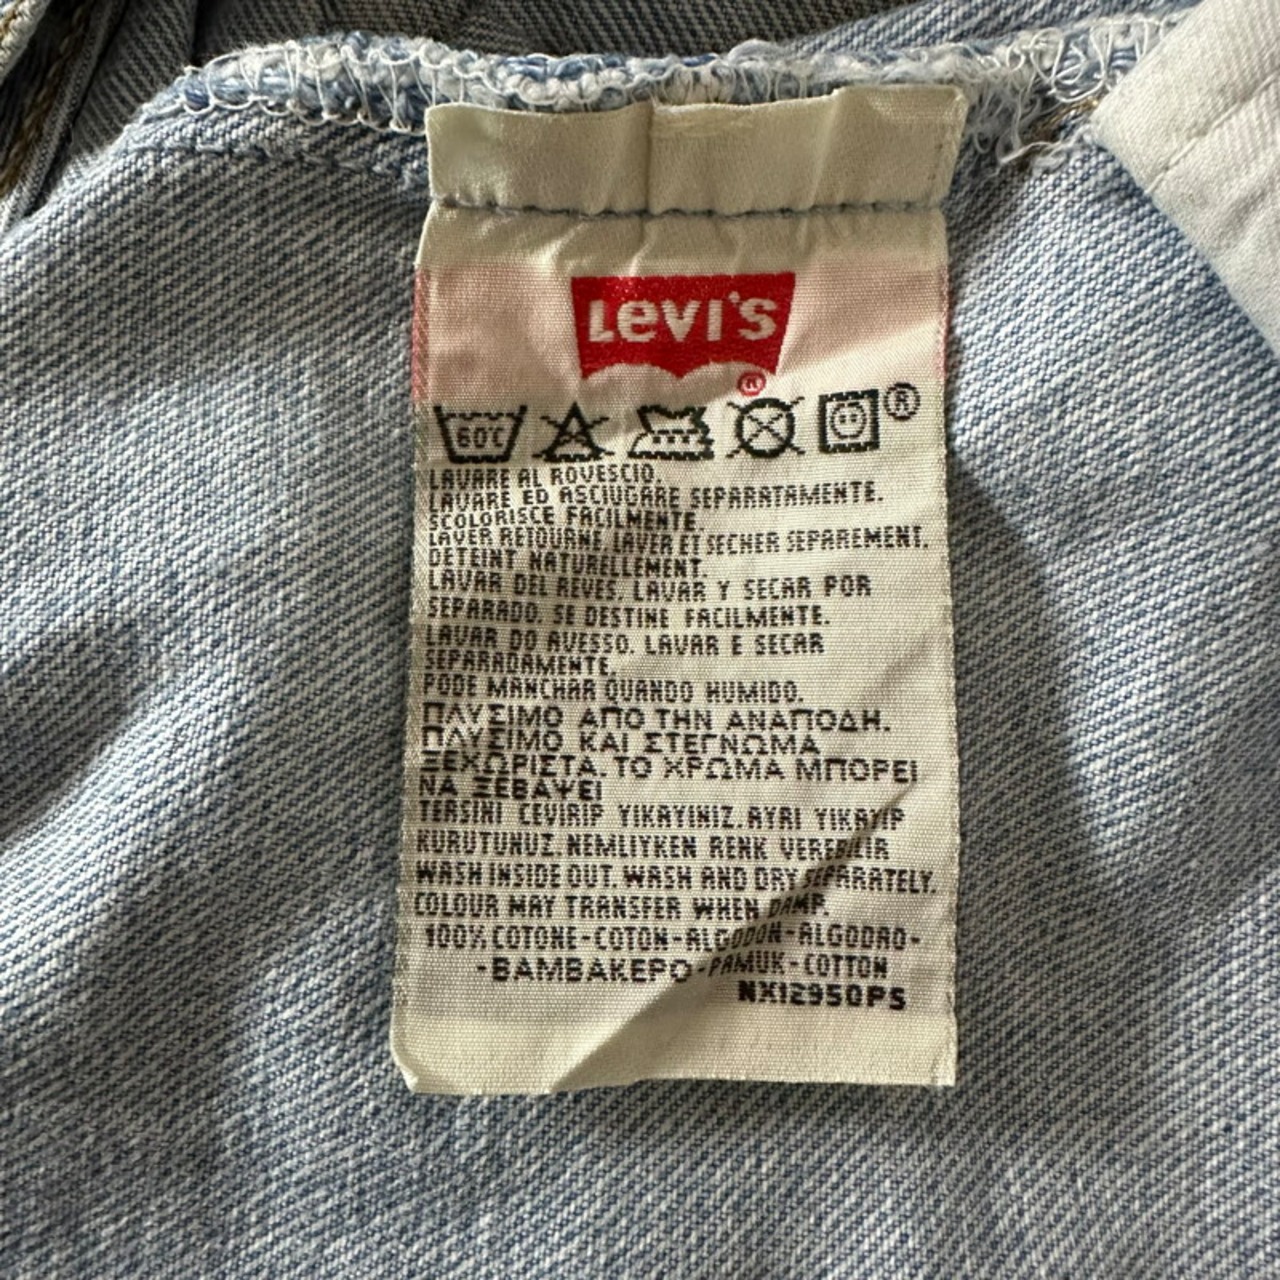 Levi's
®
60°C
®
LAVARE AL ROVESCIO.
LAVARE ED ASCIUGARE SEPARATAMENTE.
SCOLORISCE FACILMENTE.
LAVER RETOURNE, LAVER ET SECHER SEPAREMENT.
DETEINT NATURELLEMENT.
LAVAR DEL REVES, LAVAR Y SECAR POR
SEPARADO. SE DESTINE FACILMENTE.
LAVAR DO AVESSO. LAVAR E SECAR
SEPARADAMENTE.
PODE MANCHAR QUANDO HUMIDO.
ΠΛΥΣΙΜΟ ΑΠΟ ΤΗΝ ΑΝΑΠΟΔΗ.
ΠΛΥΣΙΜΟ ΚΑΙ ΣΤΕΓΝΩΜΑ
ΞΕΧΩΡΙΣΤΑ. ΤΟ ΧΡΩΜΑ ΜΠΟΡΕΙ
ΝΑ ΞΕΒΑΨΕΙ
TERSINI CEVIRIP YIKAYINIZ. AYRI YIKAYIP
KURUTUNUZ. NEMLIYKEN RENK VEREBILIR
WASH INSIDE OUT. WASH AND DRY SEPARATELY.
COLOUR MAY TRANSFER WHEN DAMP.
100% COTONE-COTON-ALGODON-ALGODAO-
-ΒΑΜΒΑΚΕΡΟ-PAMUK-COTTON
NX12950PS